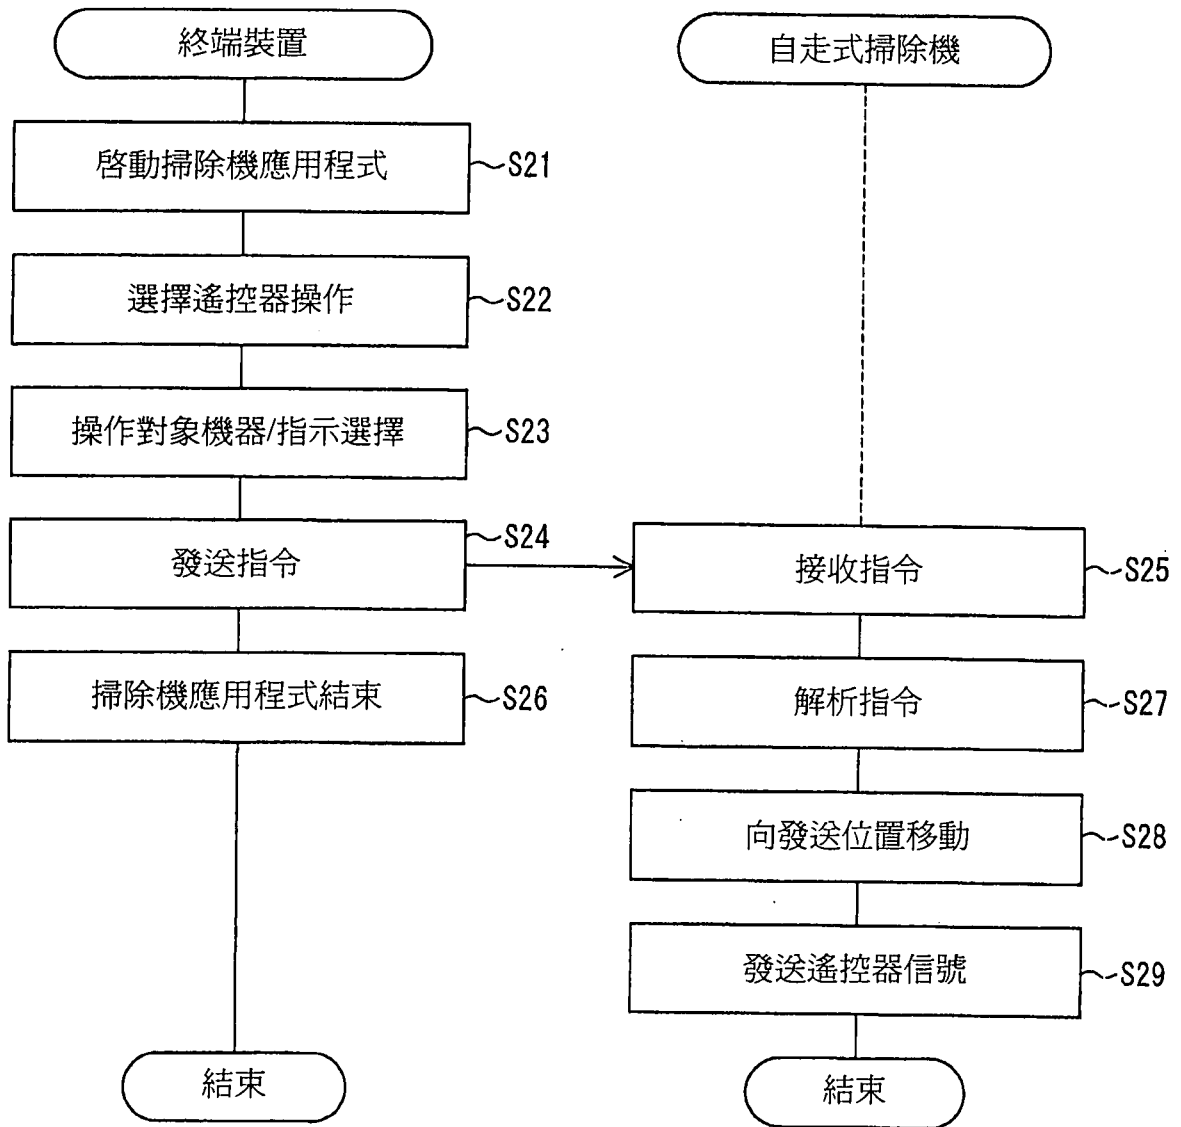 終端裝置
自走式掃除機
啓動掃除機應用程式
S21
選擇遙控器操作
S22
操作對象機器/指示選擇
S23
發送指令
S24
接收指令
S25
掃除機應用程式結束
S26
解析指令
S27
向發送位置移動
S28
發送遙控器信號
S29
結束
結束